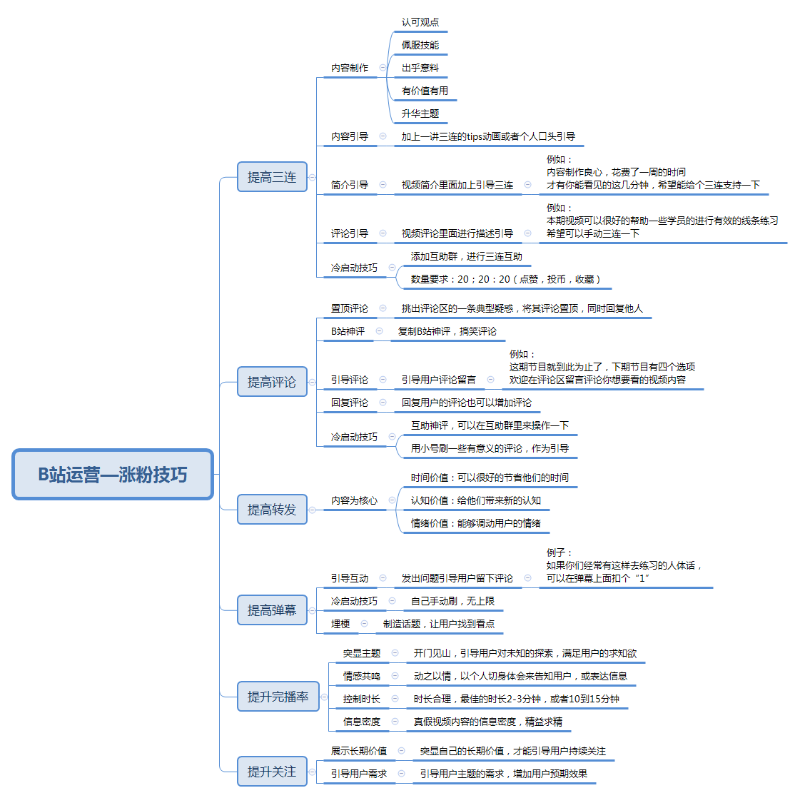 B站运营—涨粉技巧
提高三连
内容制作
认可观点
佩服技能
出乎意料
有价值有用
升华主题
内容引导
加上一讲三连的tips动画或者个人口头引导
简介引导
视频简介里面加上引导三连
例如：
内容制作良心，花费了一周的时间
才有你能看见的这几分钟，希望能给个三连支持一下
评论引导
视频评论里面进行描述引导
例如：
本期视频可以很好的帮助一些学员的进行有效的线条练习
希望可以手动三连一下
冷启动技巧
添加互助群，进行三连互助
数量要求：20；20：20（点赞，投币，收藏）
提高评论
置顶评论
挑出评论区的一条典型疑惑，将其评论置顶，同时回复他人
B站神评
复制B站神评，搞笑评论
引导评论
引导用户评论留言
例如：
这期节目就到此为止了，下期节目有四个选项
欢迎在评论区留言评论你想要看的视频内容
回复评论
回复用户的评论也可以增加评论
冷启动技巧
互助神评，可以在互助群里来操作一下
用小号刷一些有意义的评论，作为引导
提高转发
内容为核心
时间价值：可以很好的节省他们的时间
认知价值：给他们带来新的认知
情绪价值：能够调动用户的情绪
提高弹幕
引导互动
发出问题引导用户留下评论
例子：
如果你们经常有这样去练习的人体话，
可以在弹幕上面扣个“1”
冷启动技巧
自己手动刷，无上限
埋梗
制造话题，让用户找到看点
提升完播率
突显主题
开门见山，引导用户对未知的探索，满足用户的求知欲
情感共鸣
动之以情，以个人切身体会来告知用户，或表达信息
控制时长
时长合理，最佳的时长2-3分钟，或者10到15分钟
信息密度
真假视频内容的信息密度，精益求精
提升关注
展示长期价值
突显自己的长期价值，才能引导用户持续关注
引导用户需求
引导用户主题的需求，增加用户预期效果